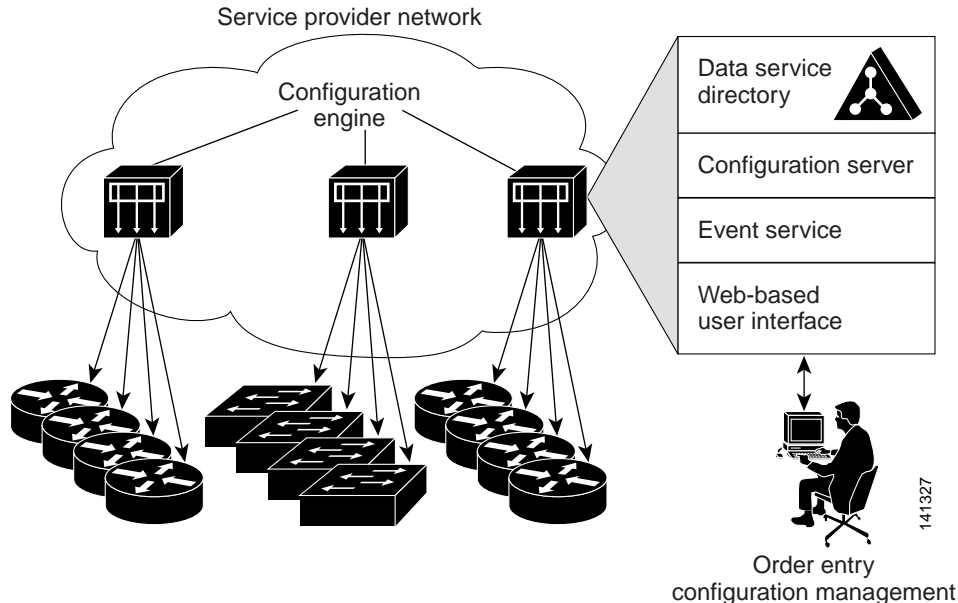 Service provider network
Configuration
engine
Data service
directory
Configuration server
Event service
Web-based
user interface
141327
Order entry
configuration management